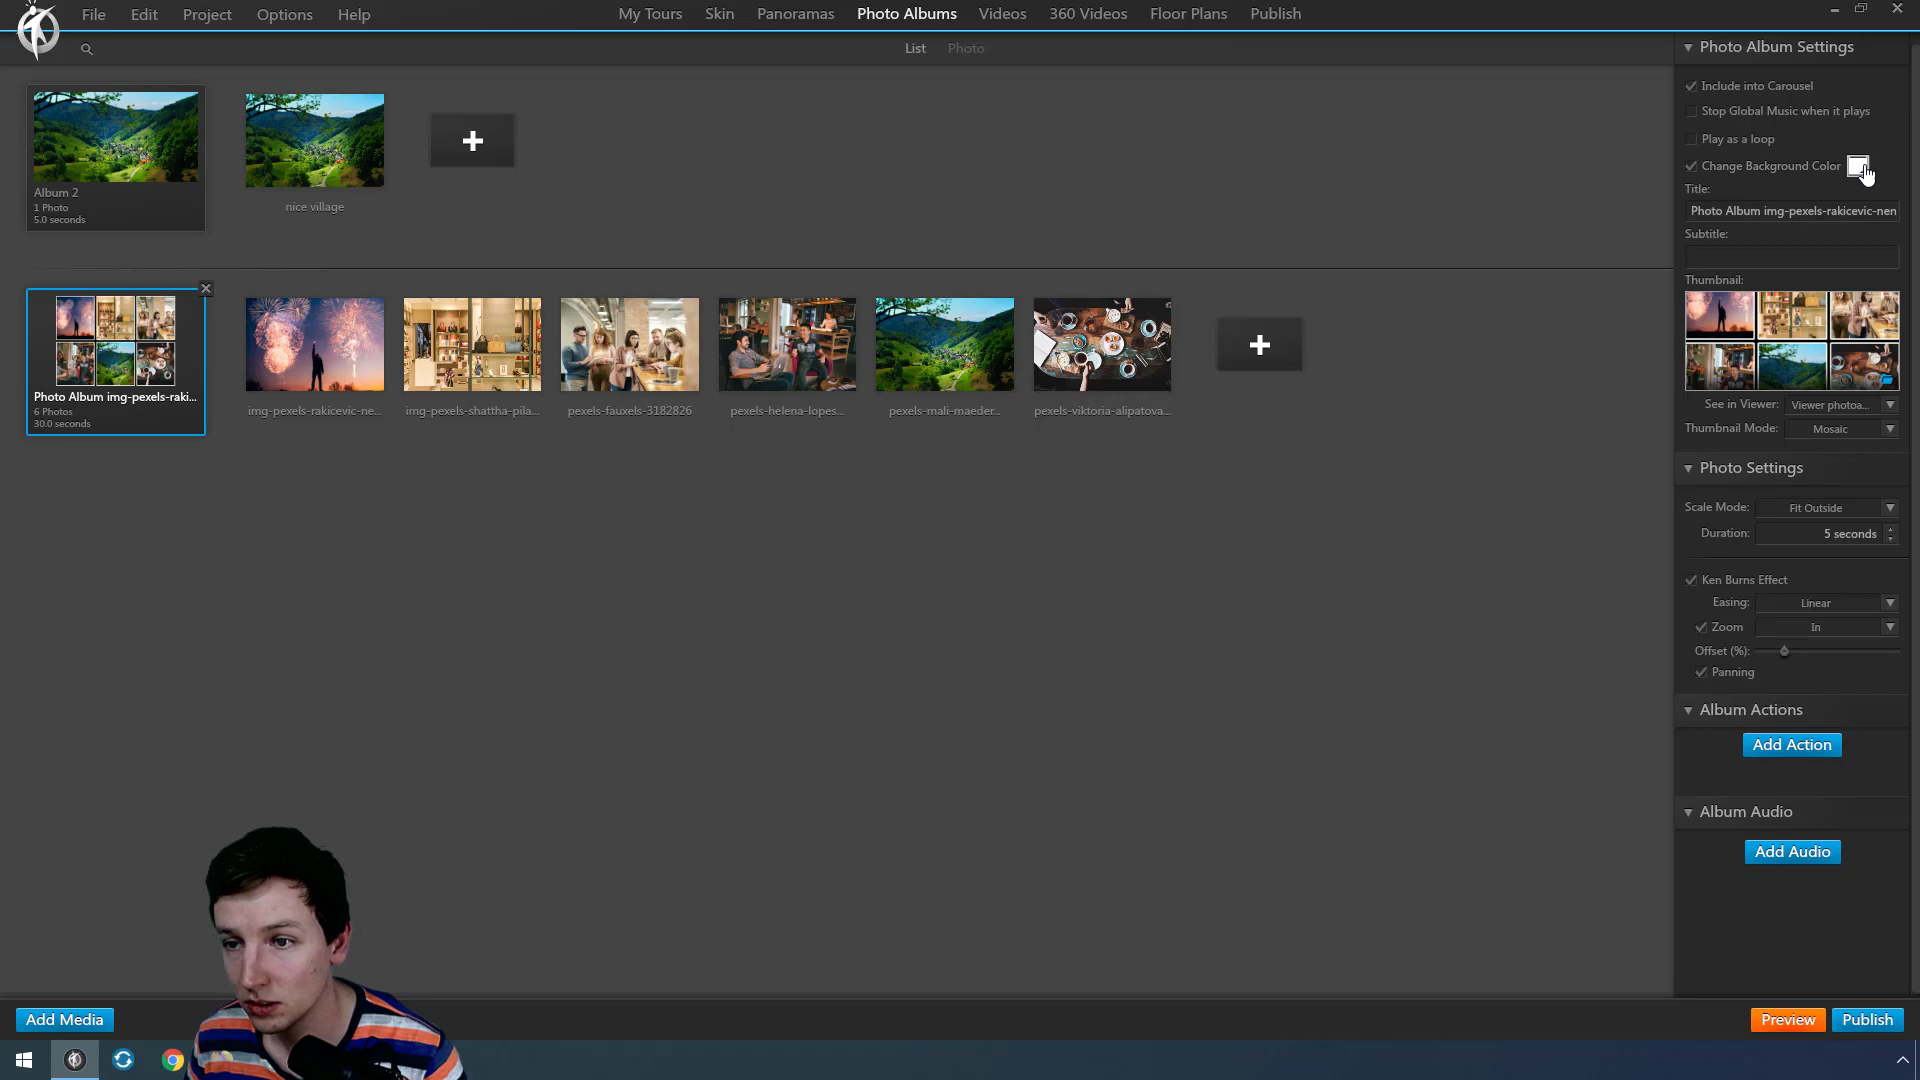 File Edit Project Options Help
My Tours Skin Panoramas Photo Albums Videos 360 Videos Floor Plans Publish
List Photo
Album 2
1 Photo
5.0 seconds
nice village
Photo Album img-pexels-raki...
6 Photos
30.0 seconds
img-pexels-rakicevic-ne...
img-pexels-shattha-pila...
pexels-fauxels-3182826
pexels-helena-lopes...
pexels-mali-maeder...
pexels-viktoria-alipatova...
Photo Album Settings
Include into Carousel
Stop Global Music when it plays
Play as a loop
Change Background Color
Title:
Photo Album img-pexels-rakicevic-nen
Subtitle:
Thumbnail:
See in Viewer: Viewer photoa...
Thumbnail Mode: Mosaic
Photo Settings
Scale Mode: Fit Outside
Duration: 5 seconds
Ken Burns Effect
Easing: Linear
Zoom In
Offset (%):
Panning
Album Actions
Add Action
Album Audio
Add Audio
Add Media
Preview Publish